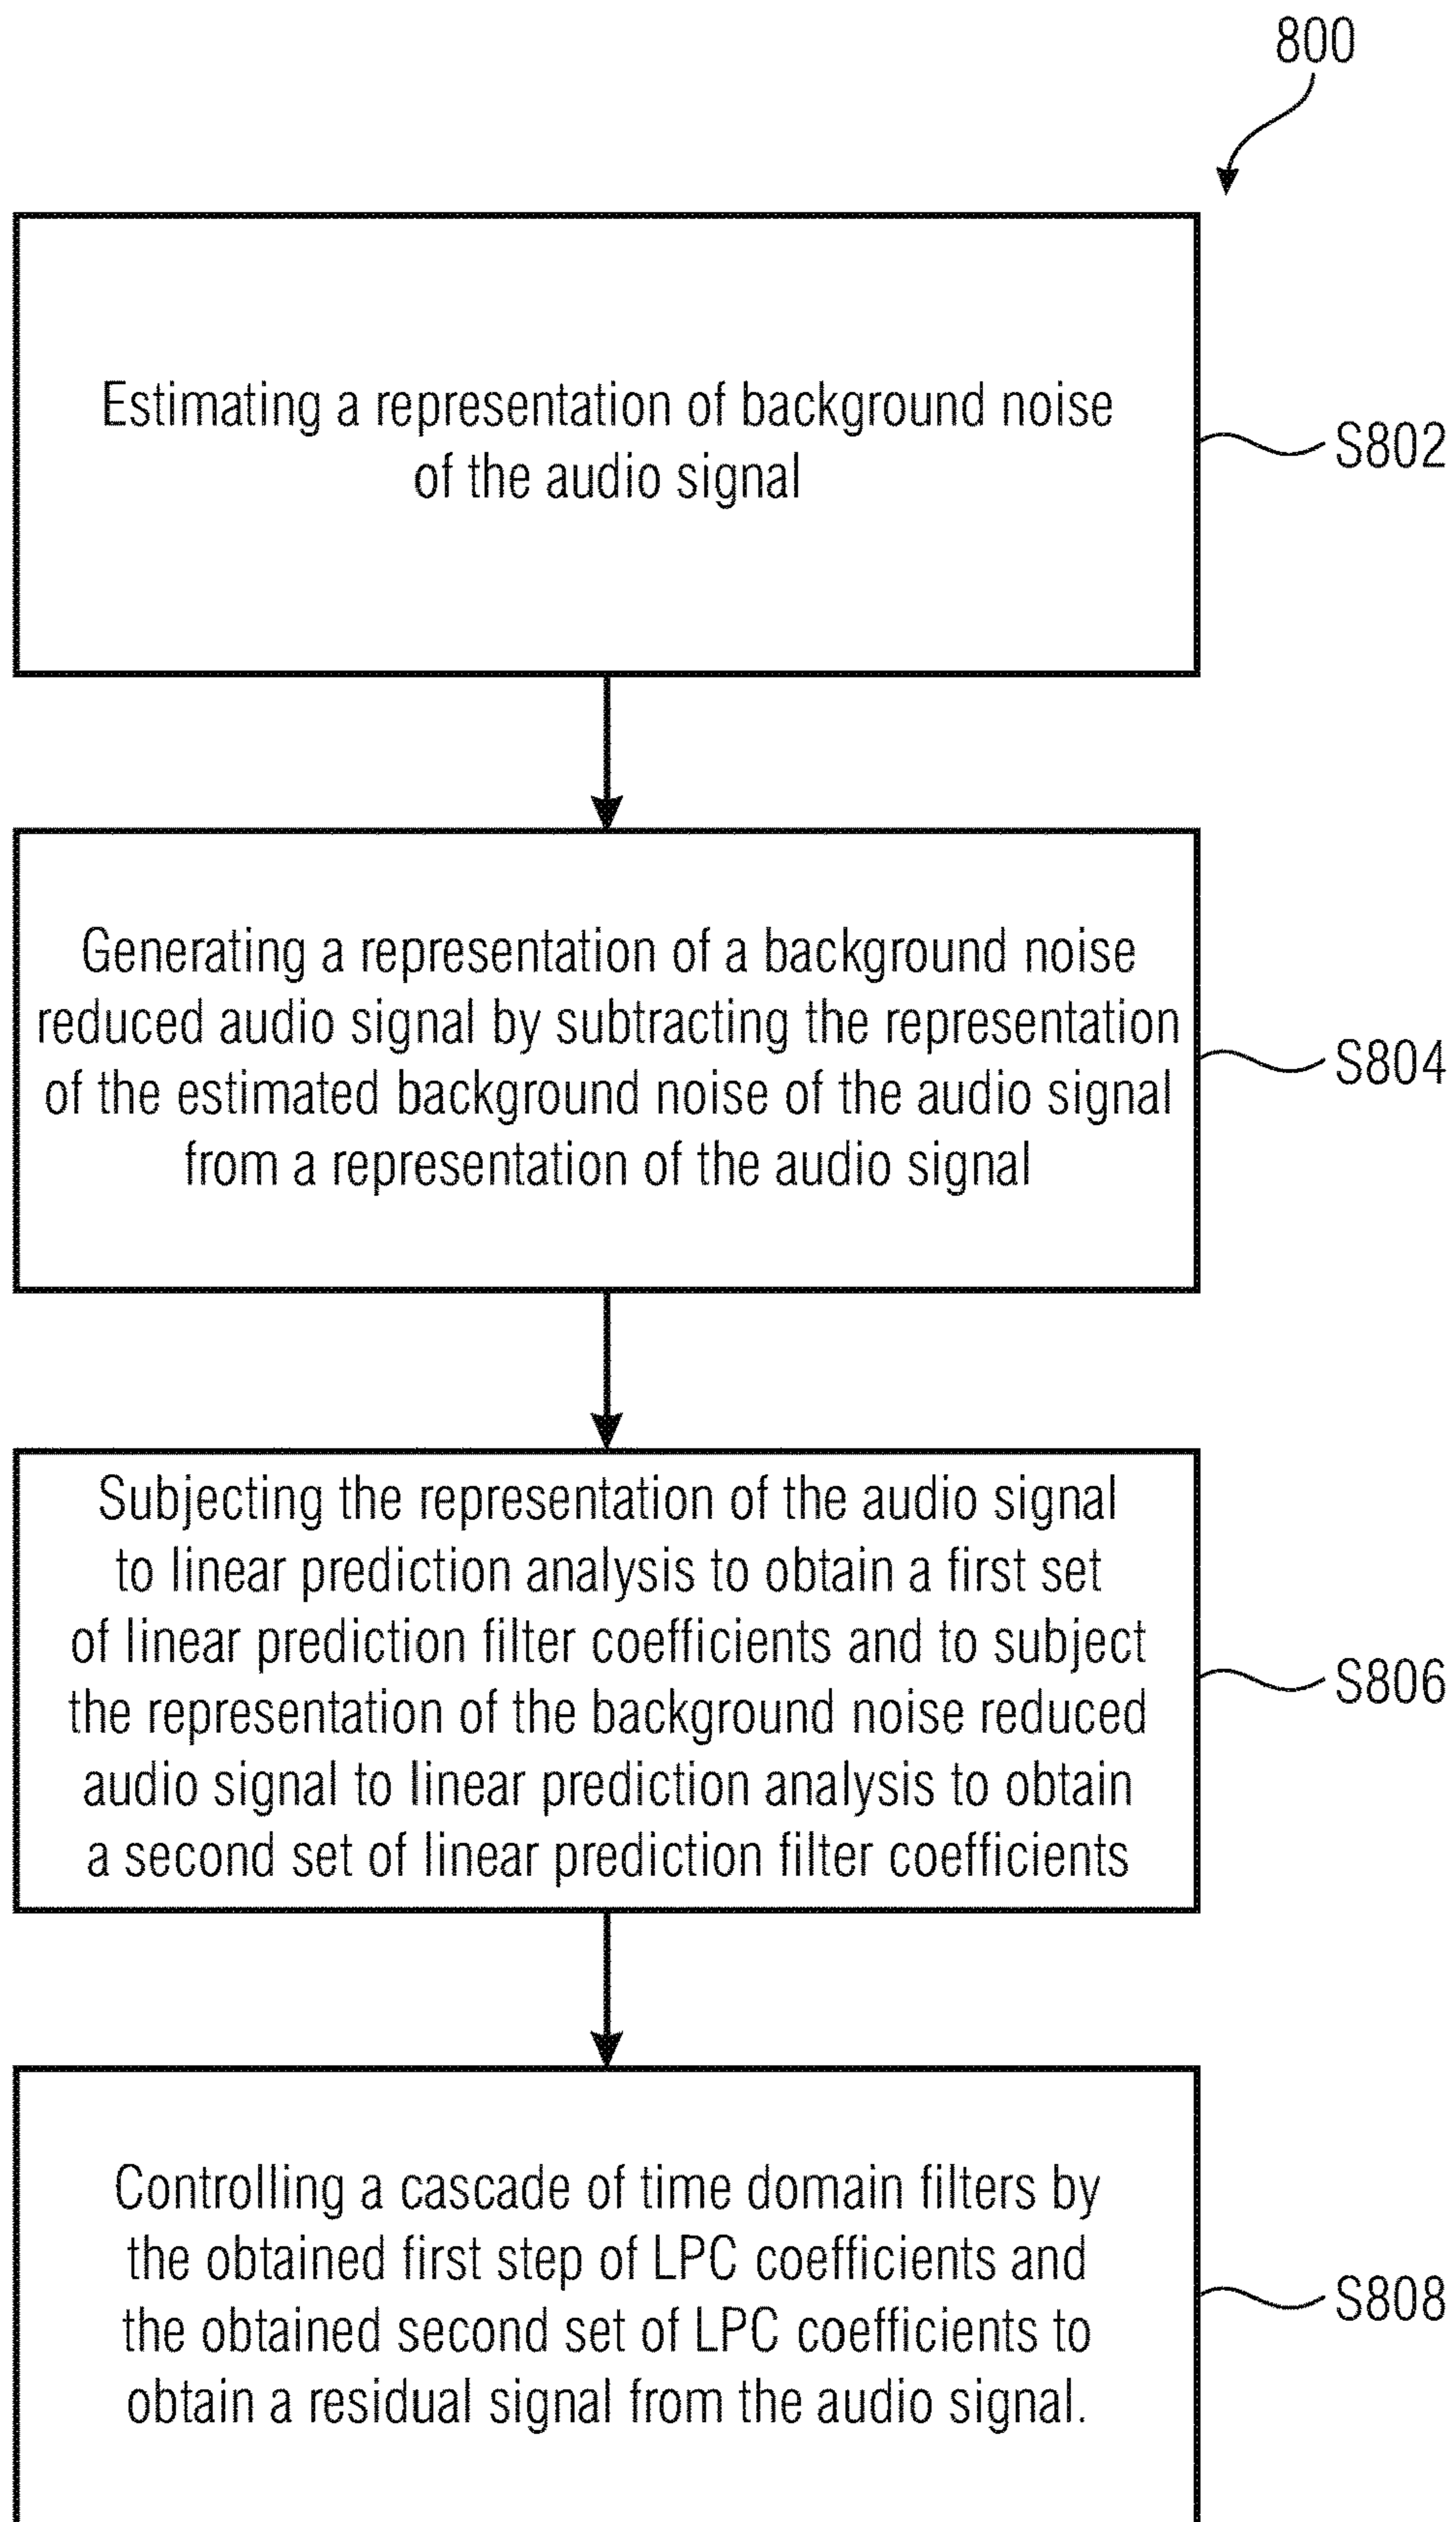 800
Estimating a representation of background noise
of the audio signal
S802
Generating a representation of a background noise
reduced audio signal by subtracting the representation
of the estimated background noise of the audio signal
from a representation of the audio signal
S804
Subjecting the representation of the audio signal
to linear prediction analysis to obtain a first set
of linear prediction filter coefficients and to subject
the representation of the background noise reduced
audio signal to linear prediction analysis to obtain
a second set of linear prediction filter coefficients
S806
Controlling a cascade of time domain filters by
the obtained first step of LPC coefficients and
the obtained second set of LPC coefficients to
obtain a residual signal from the audio signal.
S808